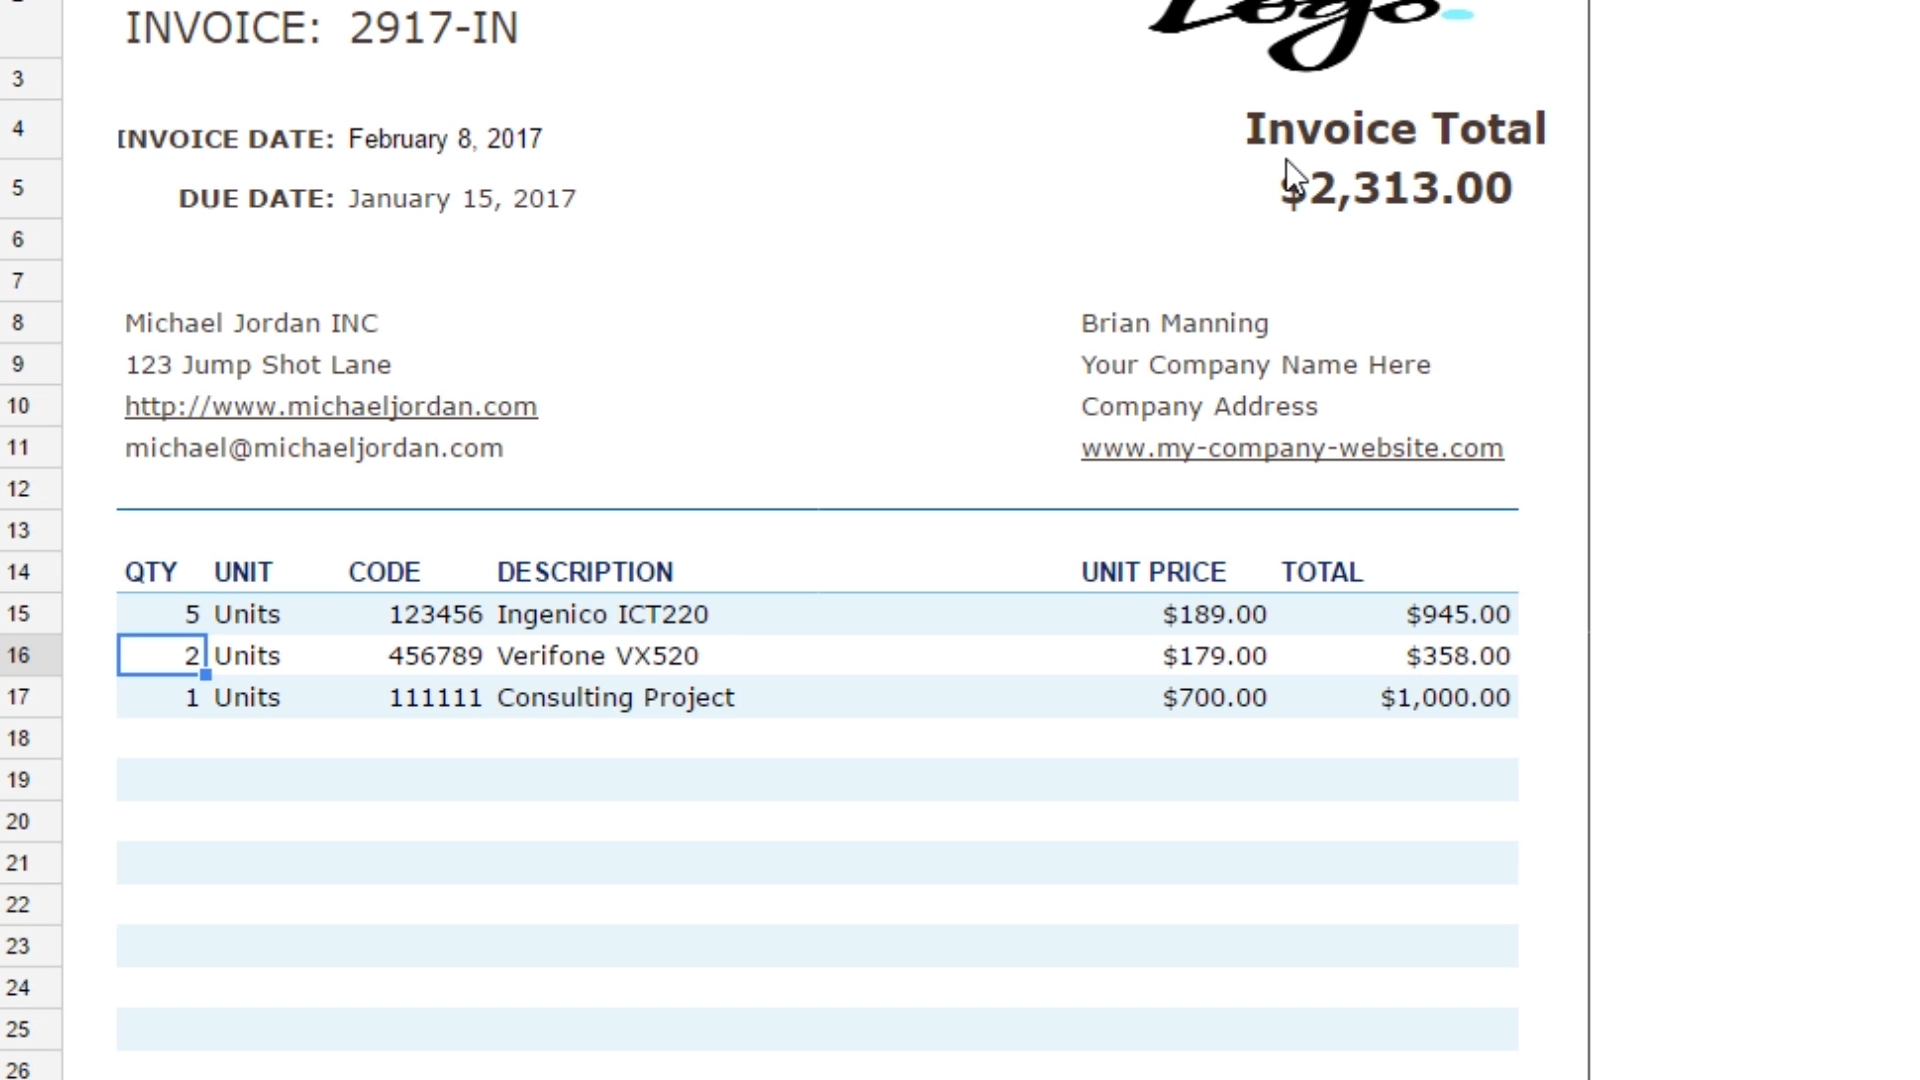 INVOICE: 2917-IN
Logo.
3
4 INVOICE DATE: February 8, 2017 Invoice Total
5 DUE DATE: January 15, 2017 $2,313.00
6
7
8 Michael Jordan INC Brian Manning
9 123 Jump Shot Lane Your Company Name Here
10 http://www.michaeljordan.com Company Address
11 michael@michaeljordan.com www.my-company-website.com
12
13
14 QTY UNIT CODE DESCRIPTION UNIT PRICE TOTAL
15 5 Units 123456 Ingenico ICT220 $189.00 $945.00
16 2 Units 456789 Verifone VX520 $179.00 $358.00
17 1 Units 111111 Consulting Project $700.00 $1,000.00
18
19
20
21
22
23
24
25
26